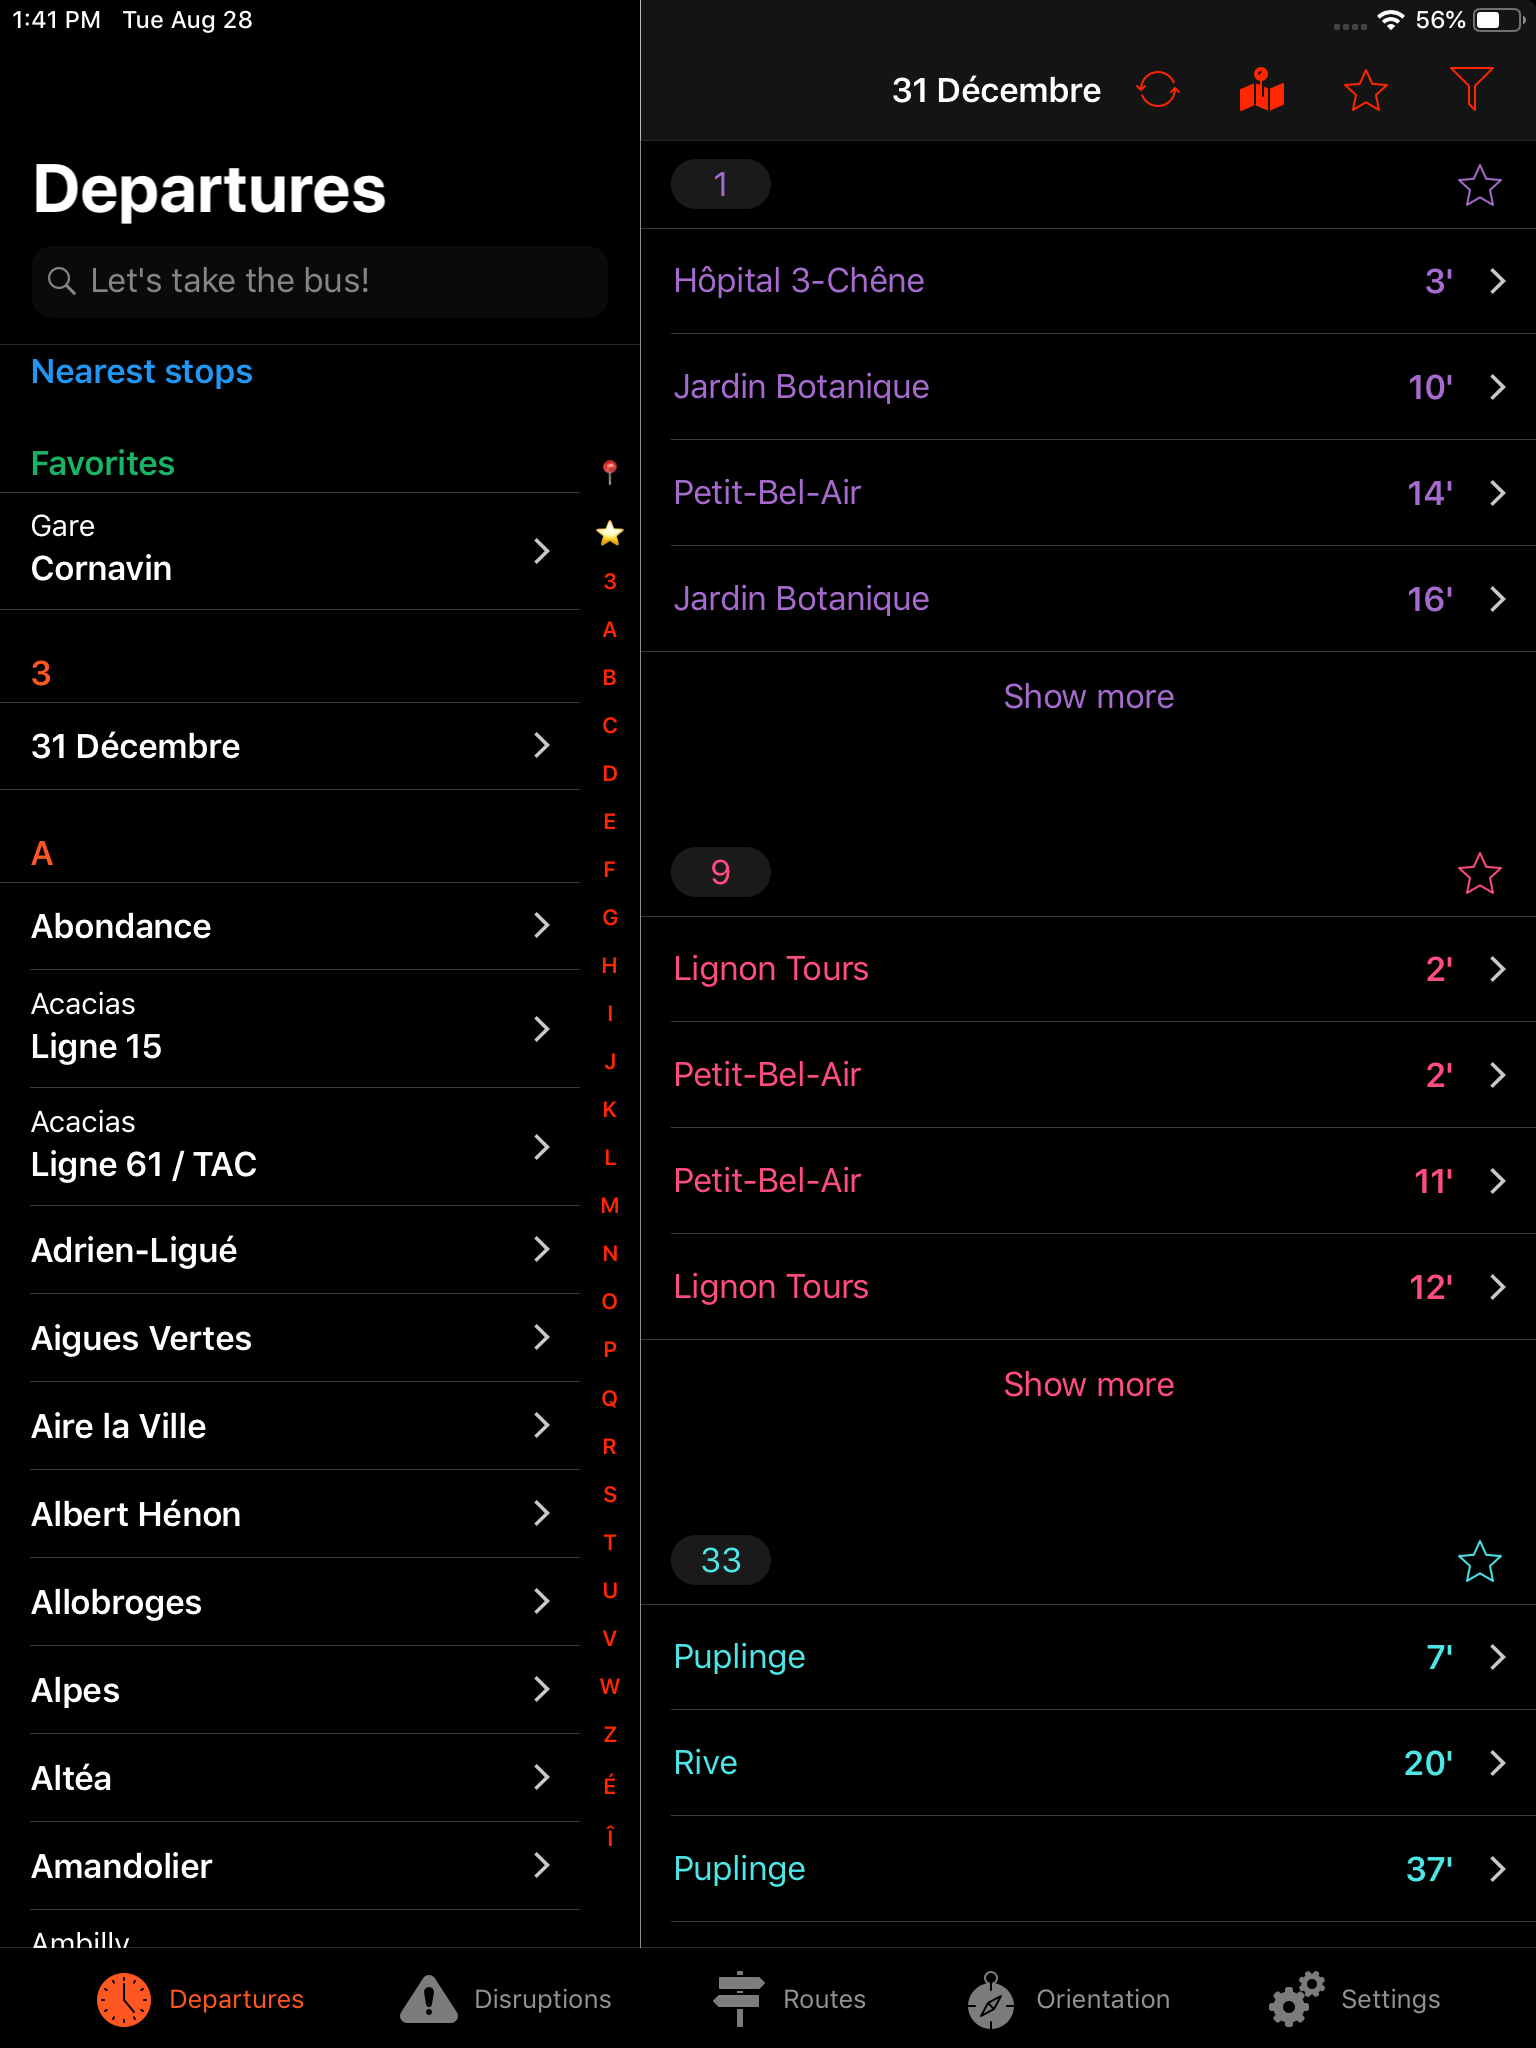 1:41 PM Tue Aug 28
56%
Departures
Let's take the bus!
Nearest stops
Favorites
Gare
Cornavin
3
31 Décembre
A
Abondance
Acacias
Ligne 15
Acacias
Ligne 61 / TAC
Adrien-Ligué
Aigues Vertes
Aire la Ville
Albert Hénon
Allobroges
Alpes
Altéa
Amandolier
Ambilly
3
A
B
C
D
E
F
G
H
I
J
K
L
M
N
O
P
Q
R
S
T
U
V
W
Z
É
Î
31 Décembre
1
Hôpital 3-Chêne 3'
Jardin Botanique 10'
Petit-Bel-Air 14'
Jardin Botanique 16'
Show more
9
Lignon Tours 2'
Petit-Bel-Air 2'
Petit-Bel-Air 11'
Lignon Tours 12'
Show more
33
Puplinge 7'
Rive 20'
Puplinge 37'
Departures Disruptions Routes Orientation Settings